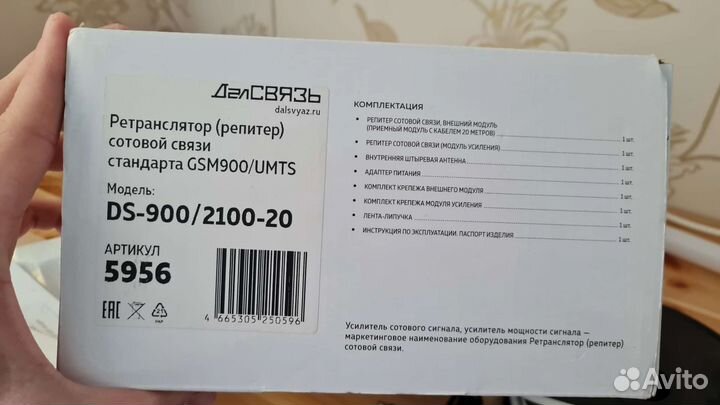 ДалСВЯЗЬ
dalsvyaz.ru
Ретранслятор (репитер)
сотовой связи
стандарта GSM900/UMTS
Модель:
DS-900/2100-20
АРТИКУЛ
5956
EAC
PAP
4 665305 250596
КОМПЛЕКТАЦИЯ
• РЕПИТЕР СОТОВОЙ СВЯЗИ, ВНЕШНИЙ МОДУЛЬ
(ПРИЕМНЫЙ МОДУЛЬ С КАБЕЛЕМ 20 МЕТРОВ) 1 шт.
• РЕПИТЕР СОТОВОЙ СВЯЗИ (МОДУЛЬ УСИЛЕНИЯ) 1 шт.
• ВНУТРЕННЯЯ ШТЫРЕВАЯ АНТЕННА 1 шт.
• АДАПТЕР ПИТАНИЯ 1 шт.
• КОМПЛЕКТ КРЕПЕЖА ВНЕШНЕГО МОДУЛЯ 1 шт.
• КОМПЛЕКТ КРЕПЕЖА МОДУЛЯ УСИЛЕНИЯ 1 шт.
• ЛЕНТА-ЛИПУЧКА 1 шт.
• ИНСТРУКЦИЯ ПО ЭКСПЛУАТАЦИИ. ПАСПОРТ ИЗДЕЛИЯ 1 шт.
Усилитель сотового сигнала, усилитель мощности сигнала —
маркетинговое наименование оборудования Ретранслятор (репитер)
сотовой связи.
Avito